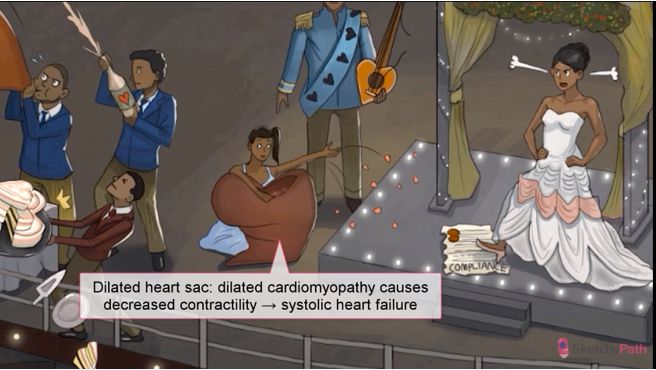 COMPLIANCE
Dilated heart sac: dilated cardiomyopathy causes
decreased contractility → systolic heart failure
SketchyPath